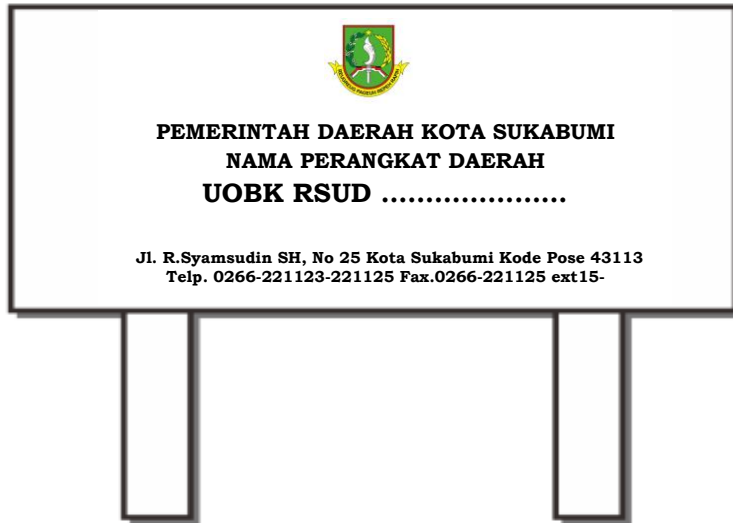 PEMERINTAH DAERAH KOTA SUKABUMI
NAMA PERANGKAT DAERAH
UOBK RSUD .....................
Jl. R.Syamsudin SH, No 25 Kota Sukabumi Kode Pose 43113
Telp. 0266-221123-221125 Fax.0266-221125 ext15-